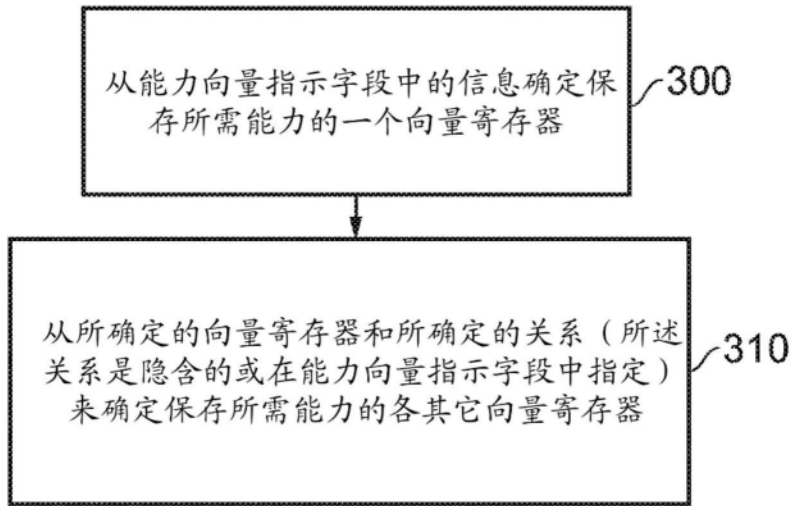 从能力向量指示字段中的信息确定保
存所需能力的一个向量寄存器
300
从所确定的向量寄存器和所确定的关系（所述
关系是隐含的或在能力向量指示字段中指定）
来确定保存所需能力的各其它向量寄存器
310